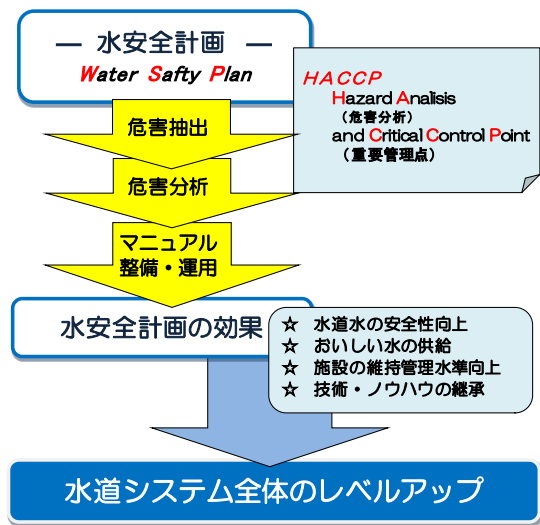 ― 水安全計画 ―
Water Safty Plan
HACCP
Hazard Analisis
(危害分析)
and Critical Control Point
(重要管理点)
危害抽出
危害分析
マニュアル
整備・運用
水安全計画の効果
☆ 水道水の安全性向上
☆ おいしい水の供給
☆ 施設の維持管理水準向上
☆ 技術・ノウハウの継承
水道システム全体のレベルアップ